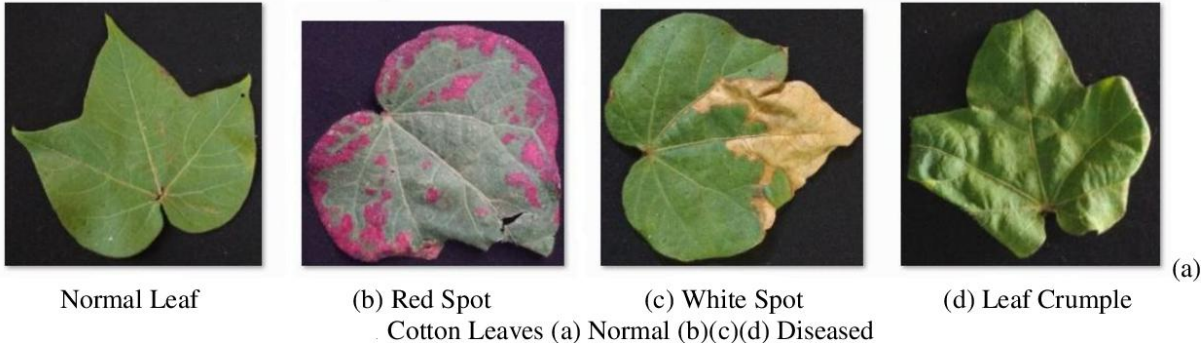 (a)
Normal Leaf (b) Red Spot (c) White Spot (d) Leaf Crumple
Cotton Leaves (a) Normal (b)(c)(d) Diseased